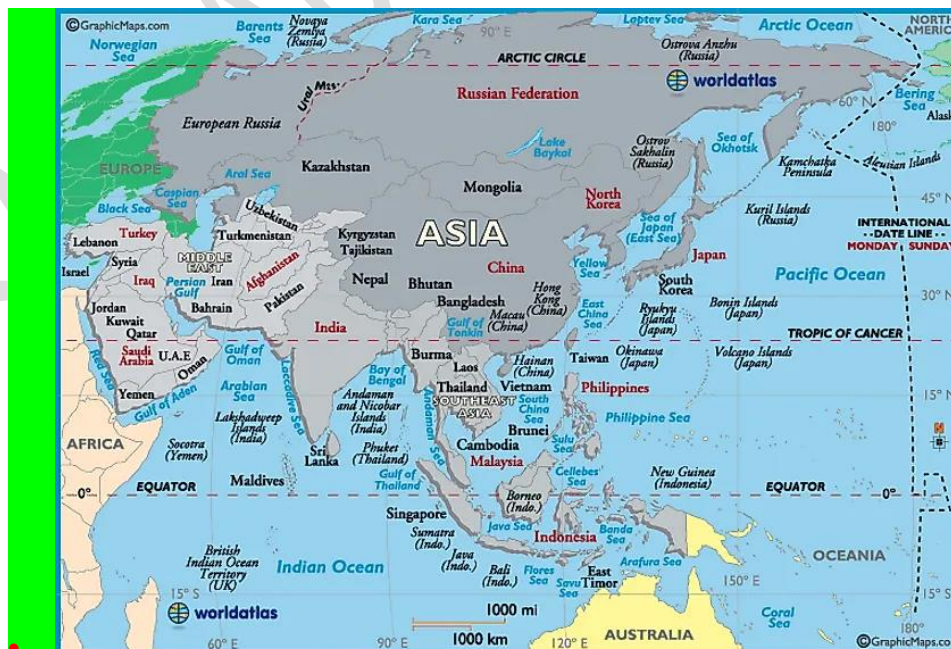 ©GraphicMaps.com
Barents
Sea
Novaya
Zemlya
(Russia)
Kara Sea
90° E
Laptev Sea
Arctic Ocean
NORTH
AMERICA
Norwegian
Sea
ARCTIC CIRCLE
Ostrova Anzhu
(Russia)
worldatlas
Ural Mts
Russian Federation
60° N
Bering
Sea
Alask
180°
European Russia
EUROPE
Lake
Baykal
Ostrov
Sakhalin
(Russia)
Sea of
Okhotsk
Kamchatka
Peninsula
Aleutian Islands
Kazakhstan
Aral Sea
Caspian
Sea
Mongolia
North
Korea
45° N
Black Sea
Uzbekistan
Kuril Islands
(Russia)
INTERNATIONAL
DATE LINE
MONDAY
SUNDA
Turkey
Lebanon
Turkmenistan
Kyrgyzstan
Tajikistan
ASIA
Sea of
Japan
(East Sea)
Japan
Syria
MIDDLE
EAST
Afghanistan
China
Yellow
Sea
Pacific Ocean
Israel
Iraq
Persian
Gulf
Iran
Nepal
Bhutan
South
Korea
Pakistan
Bangladesh
Hong
Kong
(China)
30° N
Jordan
Kuwait
Qatar
Bahrain
Macau
(China)
East
China
Sea
Ryukyu
Islands
(Japan)
Bonin Islands
(Japan)
India
Gulf of
Tonkin
TROPIC OF CANCER
Saudi
Arabia
U.A.E
Oman
Gulf of
Oman
Burma
Laos
Hainan
(China)
Taiwan
Okinawa
(Japan)
Volcano Islands
(Japan)
Red Sea
Yemen
Gulf of Aden
Arabian
Sea
Laccadive Sea
Bay of
Bengal
Thailand
Vietnam
Philippines
SOUTHEAST
ASIA
15° N
Lakshadweep
Islands
(India)
Andaman
and Nicobar
Islands
(India)
Andaman Sea
South
China
Sea
Philippine Sea
AFRICA
Socotra
(Yemen)
Sri
Lanka
Phuket
(Thailand)
Cambodia
Brunei
Sulu
Sea
Malaysia
Maldives
Gulf of
Thailand
Cellebes
Sea
New Guinea
(Indonesia)
N
0°
EQUATOR
Borneo
(Indo.)
EQUATOR
0°
Singapore
Sumatra
(Indo.)
Java Sea
Indonesia
Banda
Sea
Java
(Indo.)
OCEANIA
British
Indian Ocean
Territory
(UK)
Indian Ocean
Bali
(Indo.)
Flores
Sea
Savu
Sea
East
Timor
Arafura Sea
150° E
15° S
15° S
worldatlas
1000 mi
1000 km
Coral
Sea
60° E
90° E
120° E
AUSTRALIA
180°
©GraphicMaps.co